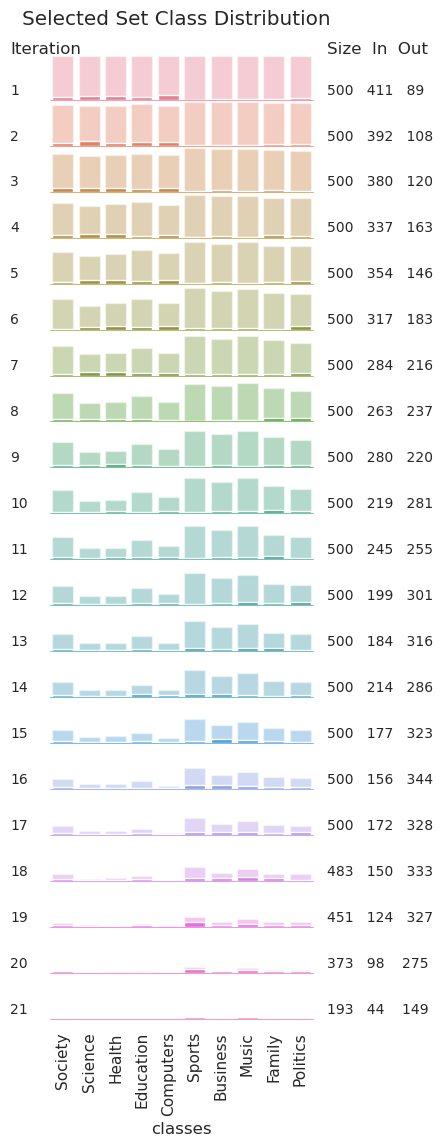 Selected Set Class Distribution
Iteration Size In Out
1 500 411 89
2 500 392 108
3 500 380 120
4 500 337 163
5 500 354 146
6 500 317 183
7 500 284 216
8 500 263 237
9 500 280 220
10 500 219 281
11 500 245 255
12 500 199 301
13 500 184 316
14 500 214 286
15 500 177 323
16 500 156 344
17 500 172 328
18 483 150 333
19 451 124 327
20 373 98 275
21 193 44 149
Society
Science
Health
Education
Computers
Sports
Business
Music
Family
Politics
classes